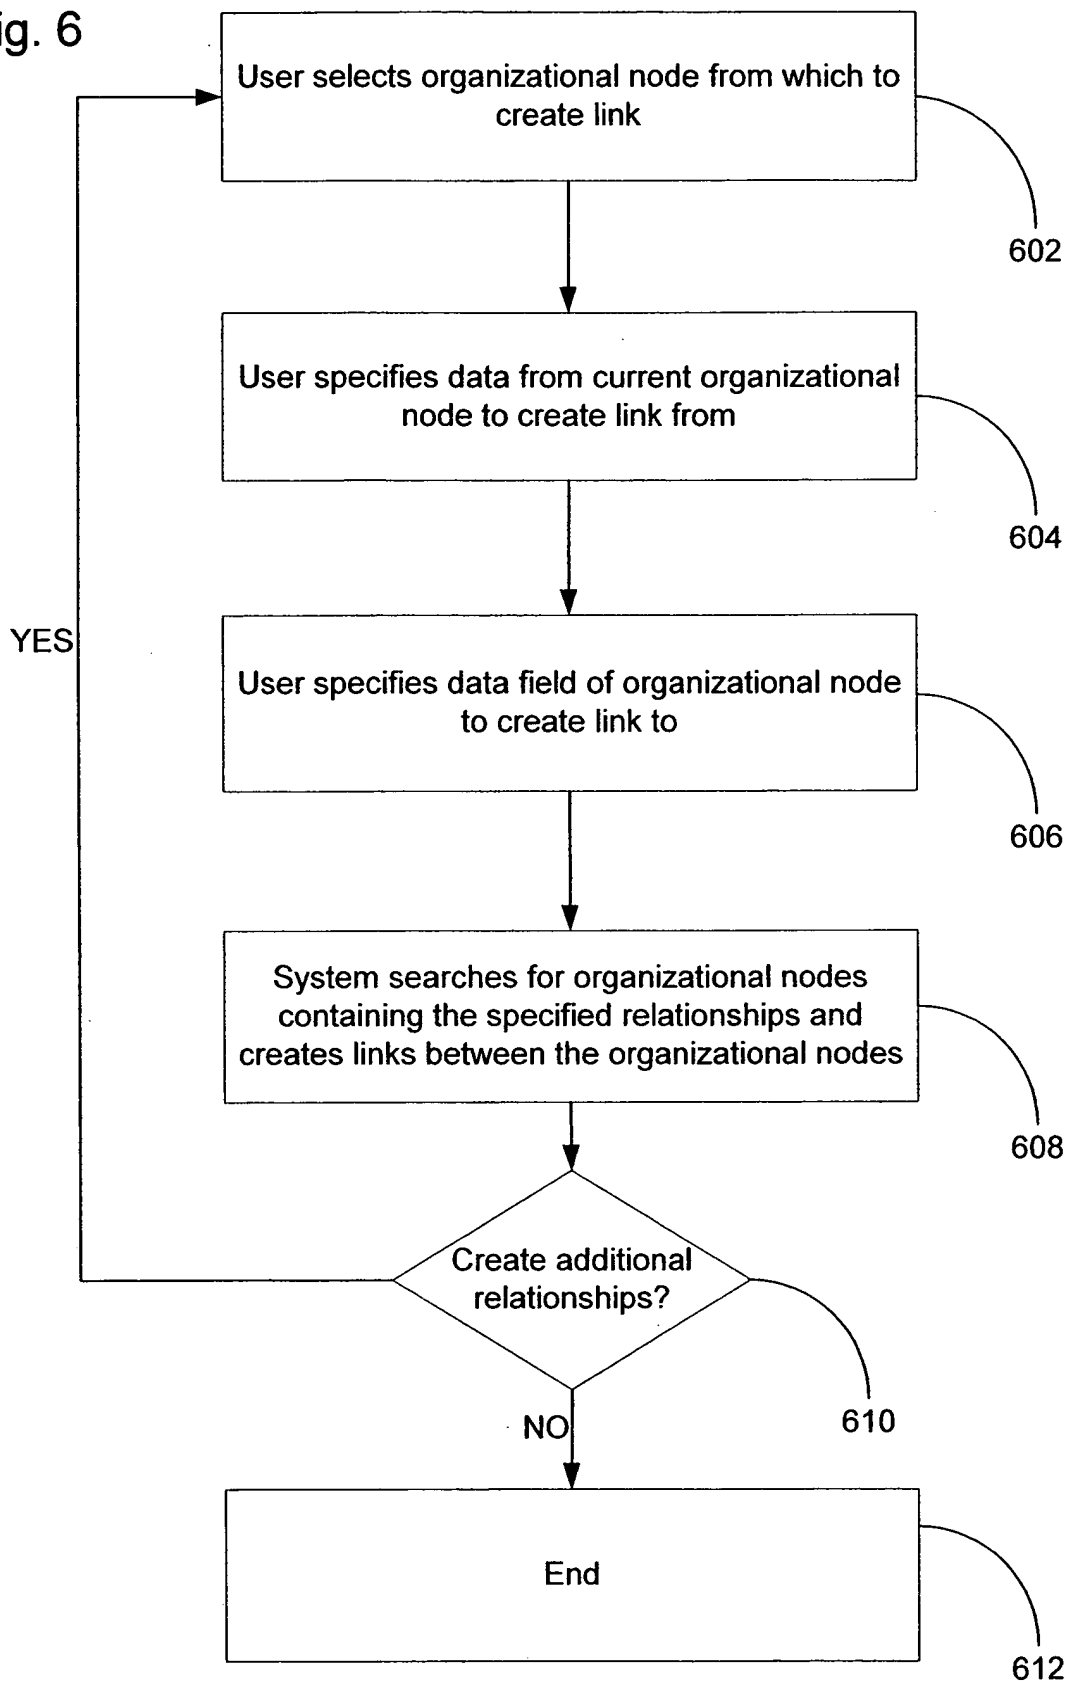 ig. 6
User selects organizational node from which to
create link
602
User specifies data from current organizational
node to create link from
604
YES
User specifies data field of organizational node
to create link to
606
System searches for organizational nodes
containing the specified relationships and
creates links between the organizational nodes
608
Create additional
relationships?
610
NO
End
612